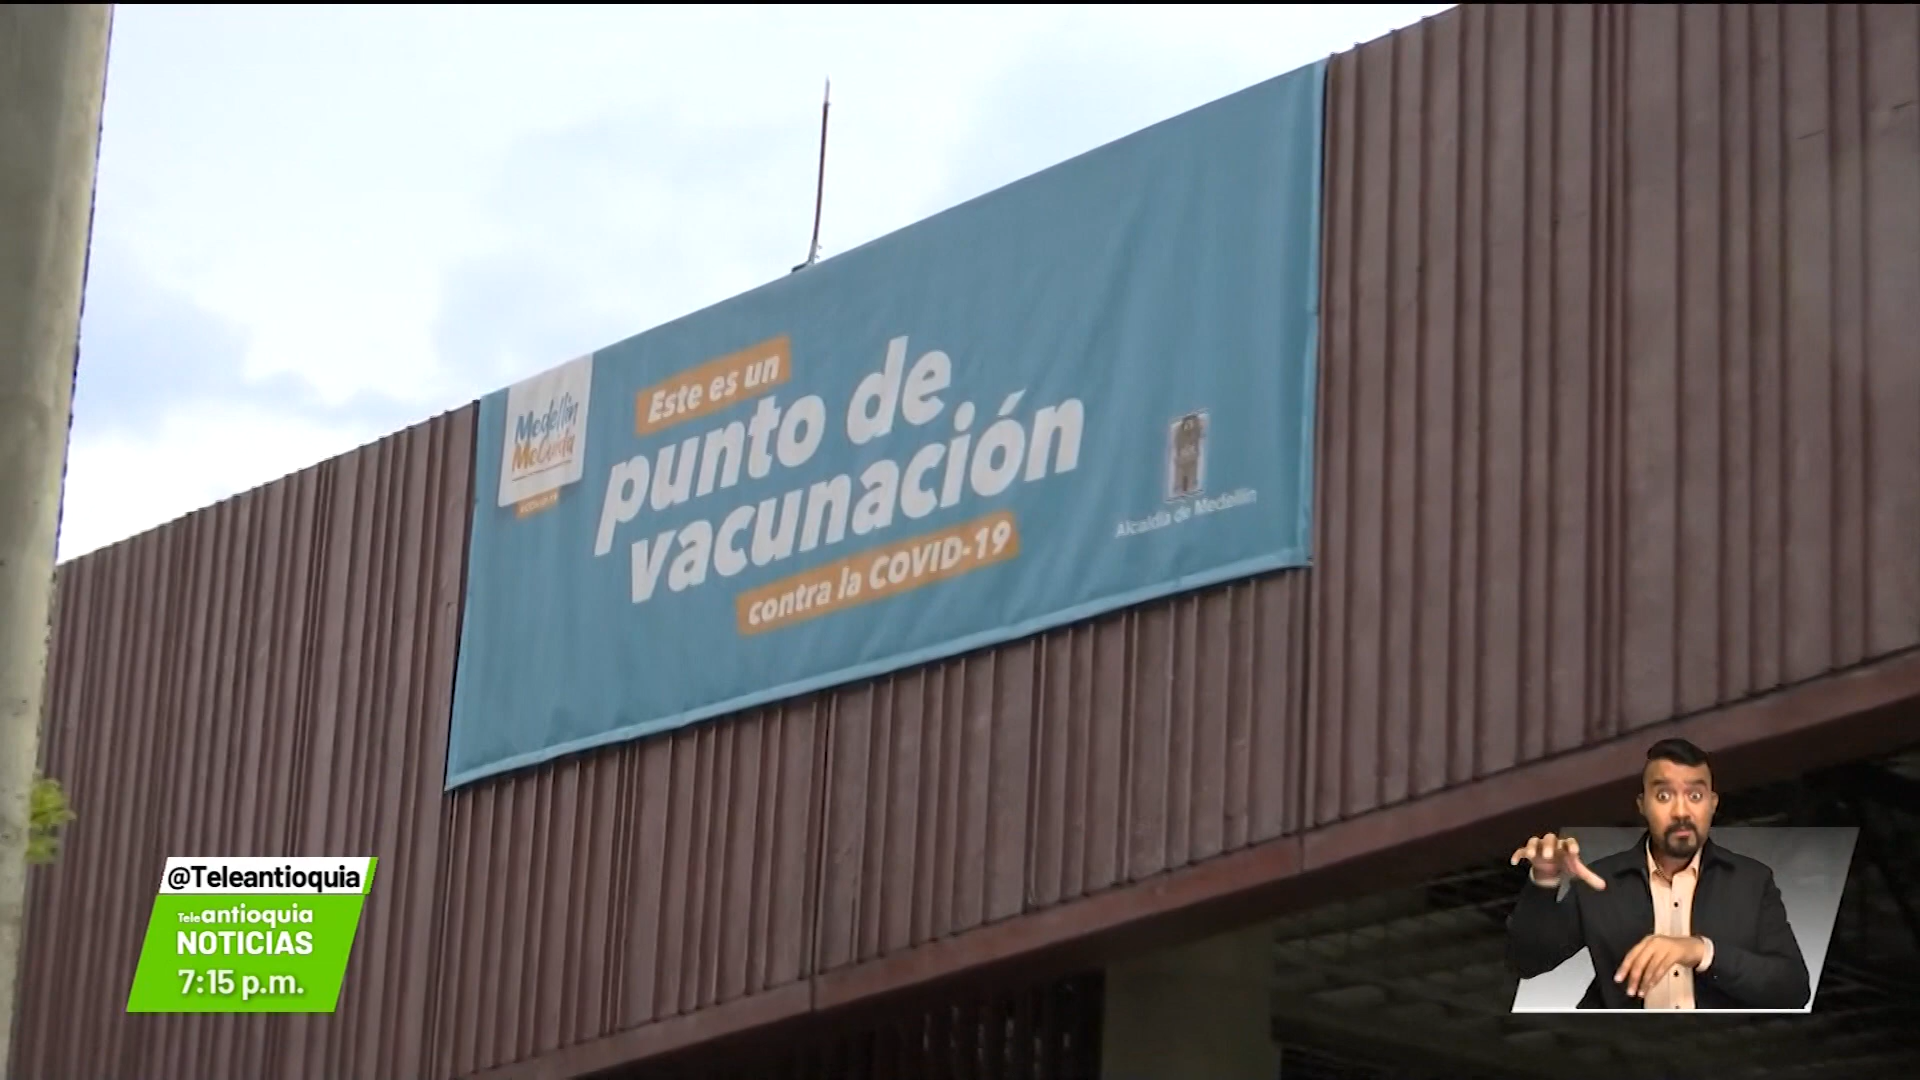 Medellín
Me Cuida
Este es un
punto de
vacunación
contra la COVID-19
Alcaldía de Medellín
@Teleantioquia
Teleantioquia
NOTICIAS
7:15 p.m.